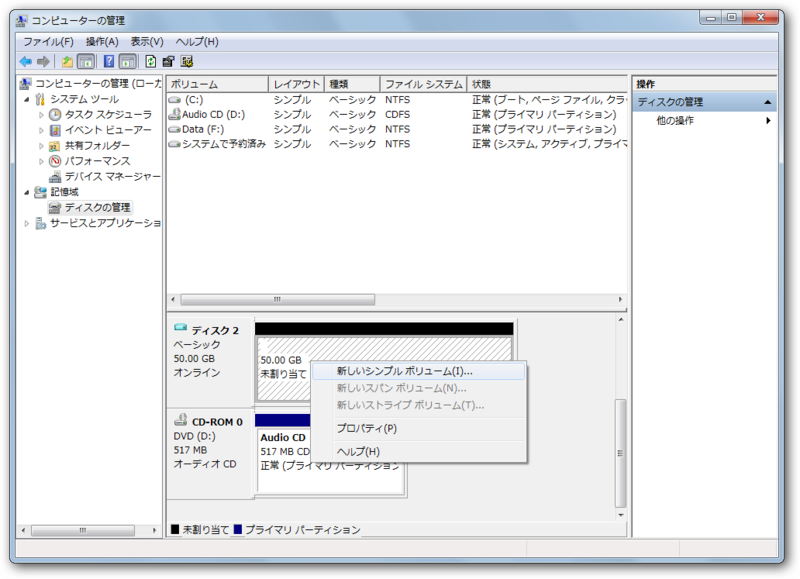 コンピューターの管理
ファイル(F) 操作(A) 表示(V) ヘルプ(H)
コンピューターの管理 (ローカ
システム ツール
タスク スケジューラ
イベント ビューアー
共有フォルダー
パフォーマンス
デバイス マネージャー
記憶域
ディスクの管理
サービスとアプリケーショ
ボリューム レイアウト 種類 ファイル システム 状態
(C:) シンプル ベーシック NTFS 正常 (ブート, ページ ファイル, クラ
Audio CD (D:) シンプル ベーシック CDFS 正常 (プライマリ パーティション)
Data (F:) シンプル ベーシック NTFS 正常 (プライマリ パーティション)
システムで予約済み シンプル ベーシック NTFS 正常 (システム, アクティブ, プライマ
ディスク 2
ベーシック
50.00 GB
オンライン
50.00 GB
未割り当て
新しいシンプル ボリューム(I)...
新しいスパン ボリューム(N)...
新しいストライプ ボリューム(T)...
プロパティ(P)
ヘルプ(H)
CD-ROM 0
DVD (D:)
517 MB
オーディオ CD
Audio CD
517 MB CD
正常 (プライマリ パーティション
未割り当て プライマリ パーティション
操作
ディスクの管理
他の操作